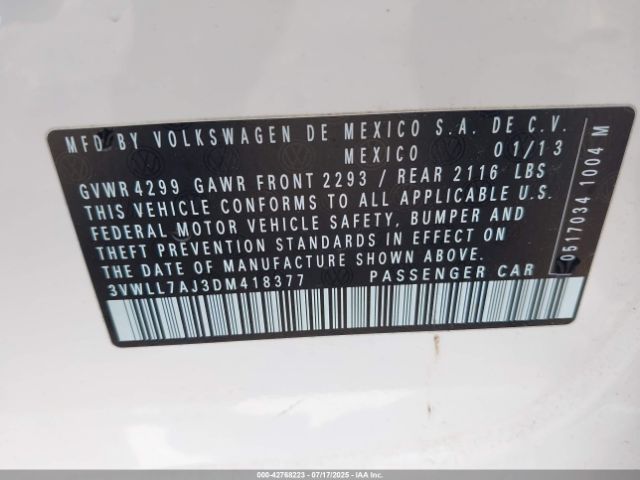 MFD BY VOLKSWAGEN DE MEXICO S.A. DE C.V.
MEXICO 01/13
GVWR 4299 GAWR FRONT 2293 / REAR 2116 LBS
THIS VEHICLE CONFORMS TO ALL APPLICABLE U.S.
FEDERAL MOTOR VEHICLE SAFETY, BUMPER AND
THEFT PREVENTION STANDARDS IN EFFECT ON
THE DATE OF MANUFACTURE SHOWN ABOVE.
3VWLL7AJ3DM418377 PASSENGER CAR
0517034 1004 M
000-42768223 - 07/17/2025 - IAAI.com